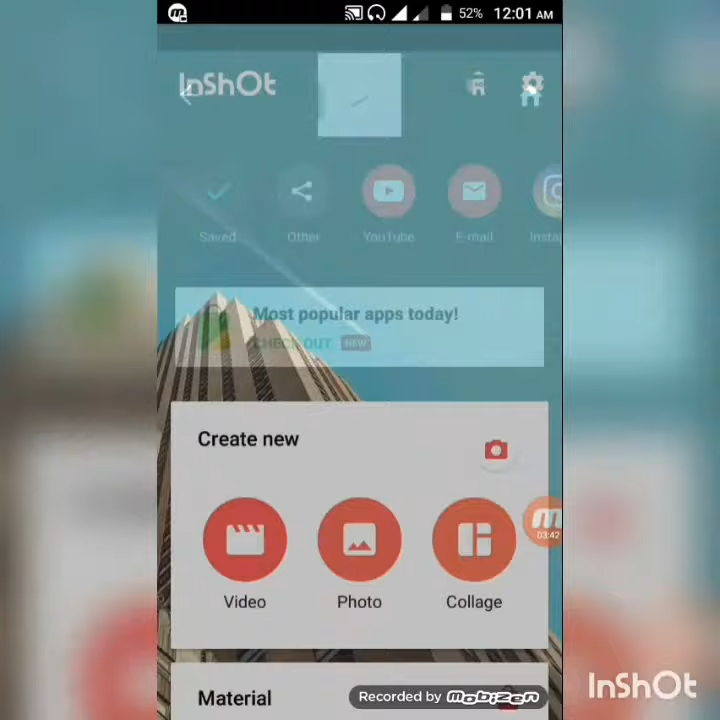 52% 12:01 AM
InShOt
Saved Other YouTube E-mail Insta
Most popular apps today!
CHECK OUT NEW
Create new
03:42
Video Photo Collage
Material
Recorded by mobizen
InShOt